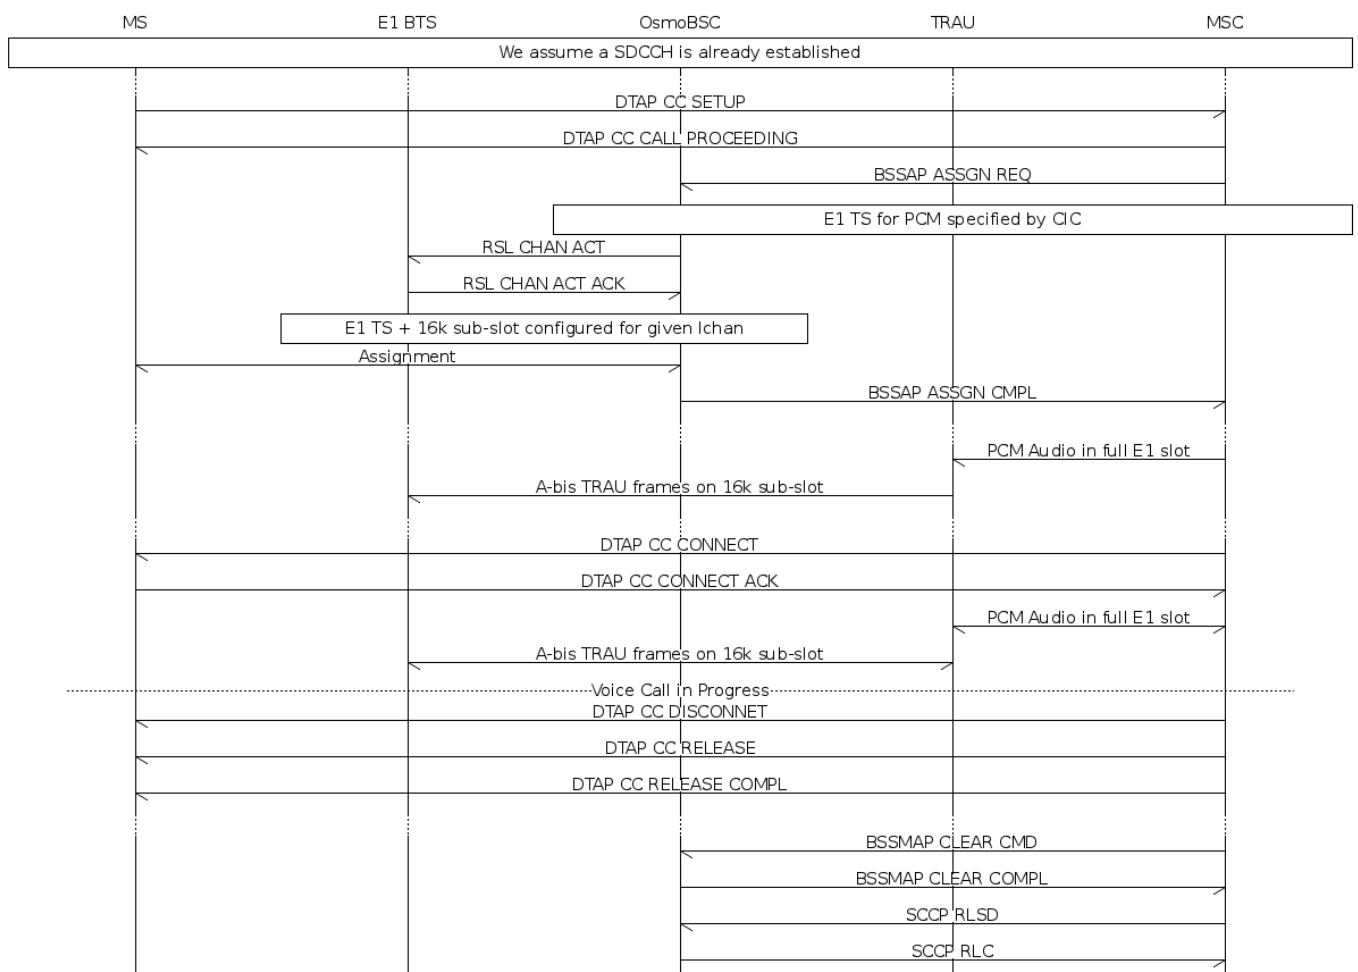 MS E1 BTS OsmoBSC TRAU MSC
We assume a SDCCH is already established
DTAP CC SETUP
DTAP CC CALL PROCEEDING
BSSAP ASSGN REQ
E1 TS for PCM specified by CIC
RSL CHAN ACT
RSL CHAN ACT ACK
E1 TS + 16k sub-slot configured for given lchan
Assignment
BSSAP ASSGN CMPL
PCM Audio in full E1 slot
A-bis TRAU frames on 16k sub-slot
DTAP CC CONNECT
DTAP CC CONNECT ACK
PCM Audio in full E1 slot
A-bis TRAU frames on 16k sub-slot
Voice Call in Progress
DTAP CC DISCONNET
DTAP CC RELEASE
DTAP CC RELEASE COMPL
BSSMAP CLEAR CMD
BSSMAP CLEAR COMPL
SCCP RLSD
SCCP RLC